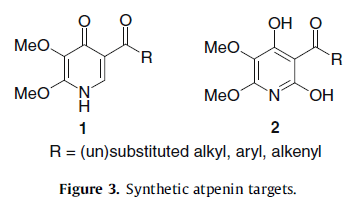 O O
MeO
R
MeO
N
H
1
OH O
MeO
R
MeO
N
OH
2
R = (un)substituted alkyl, aryl, alkenyl
Figure 3. Synthetic atpenin targets.